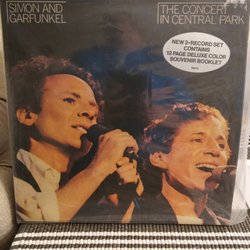 SIMON AND
GARFUNKEL
THE CONCERT
IN CENTRAL PARK
NEW 2-RECORD SET
CONTAINS
12 PAGE DELUXE COLOR
SOUVENIR BOOKLET